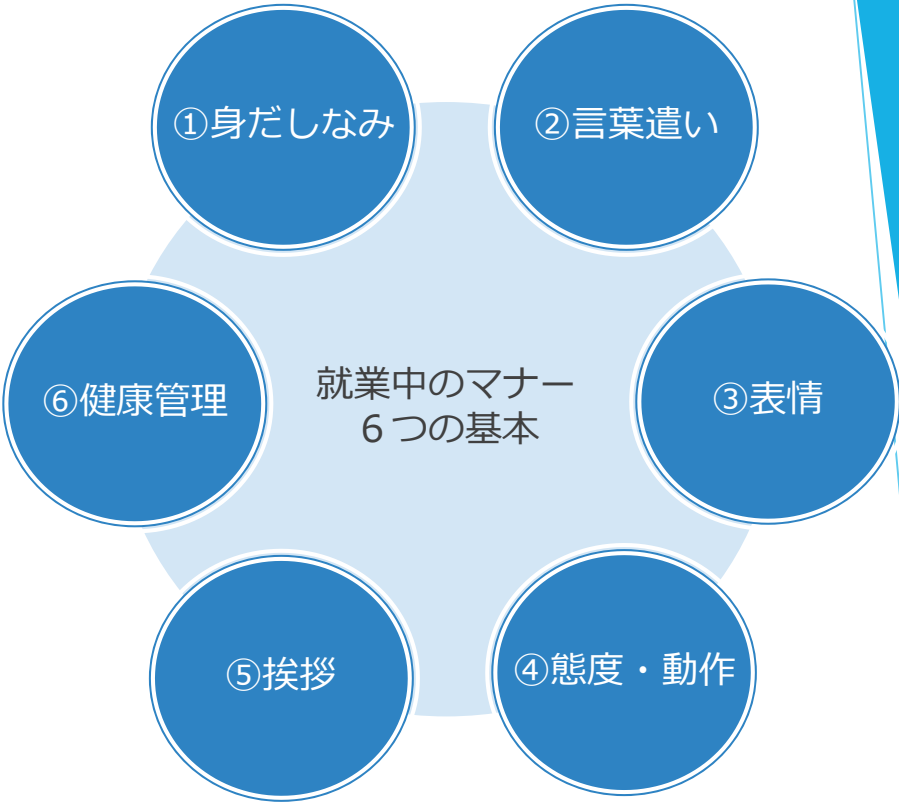 ①身だしなみ
②言葉遣い
③表情
④態度・動作
⑤挨拶
⑥健康管理
就業中のマナー
６つの基本